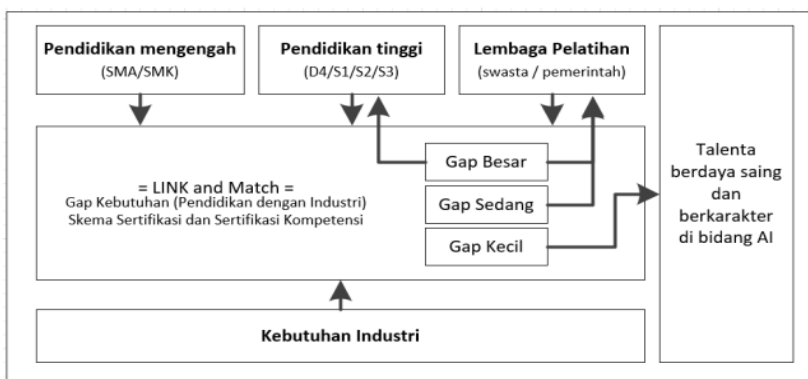 Pendidikan mengengah
(SMA/SMK)
Pendidikan tinggi
(D4/S1/S2/S3)
Lembaga Pelatihan
(swasta / pemerintah)
= LINK and Match =
Gap Kebutuhan (Pendidikan dengan Industri)
Skema Sertifikasi dan Sertifikasi Kompetensi
Gap Besar
Gap Sedang
Gap Kecil
Talenta
berdaya saing
dan
berkarakter
di bidang AI
Kebutuhan Industri